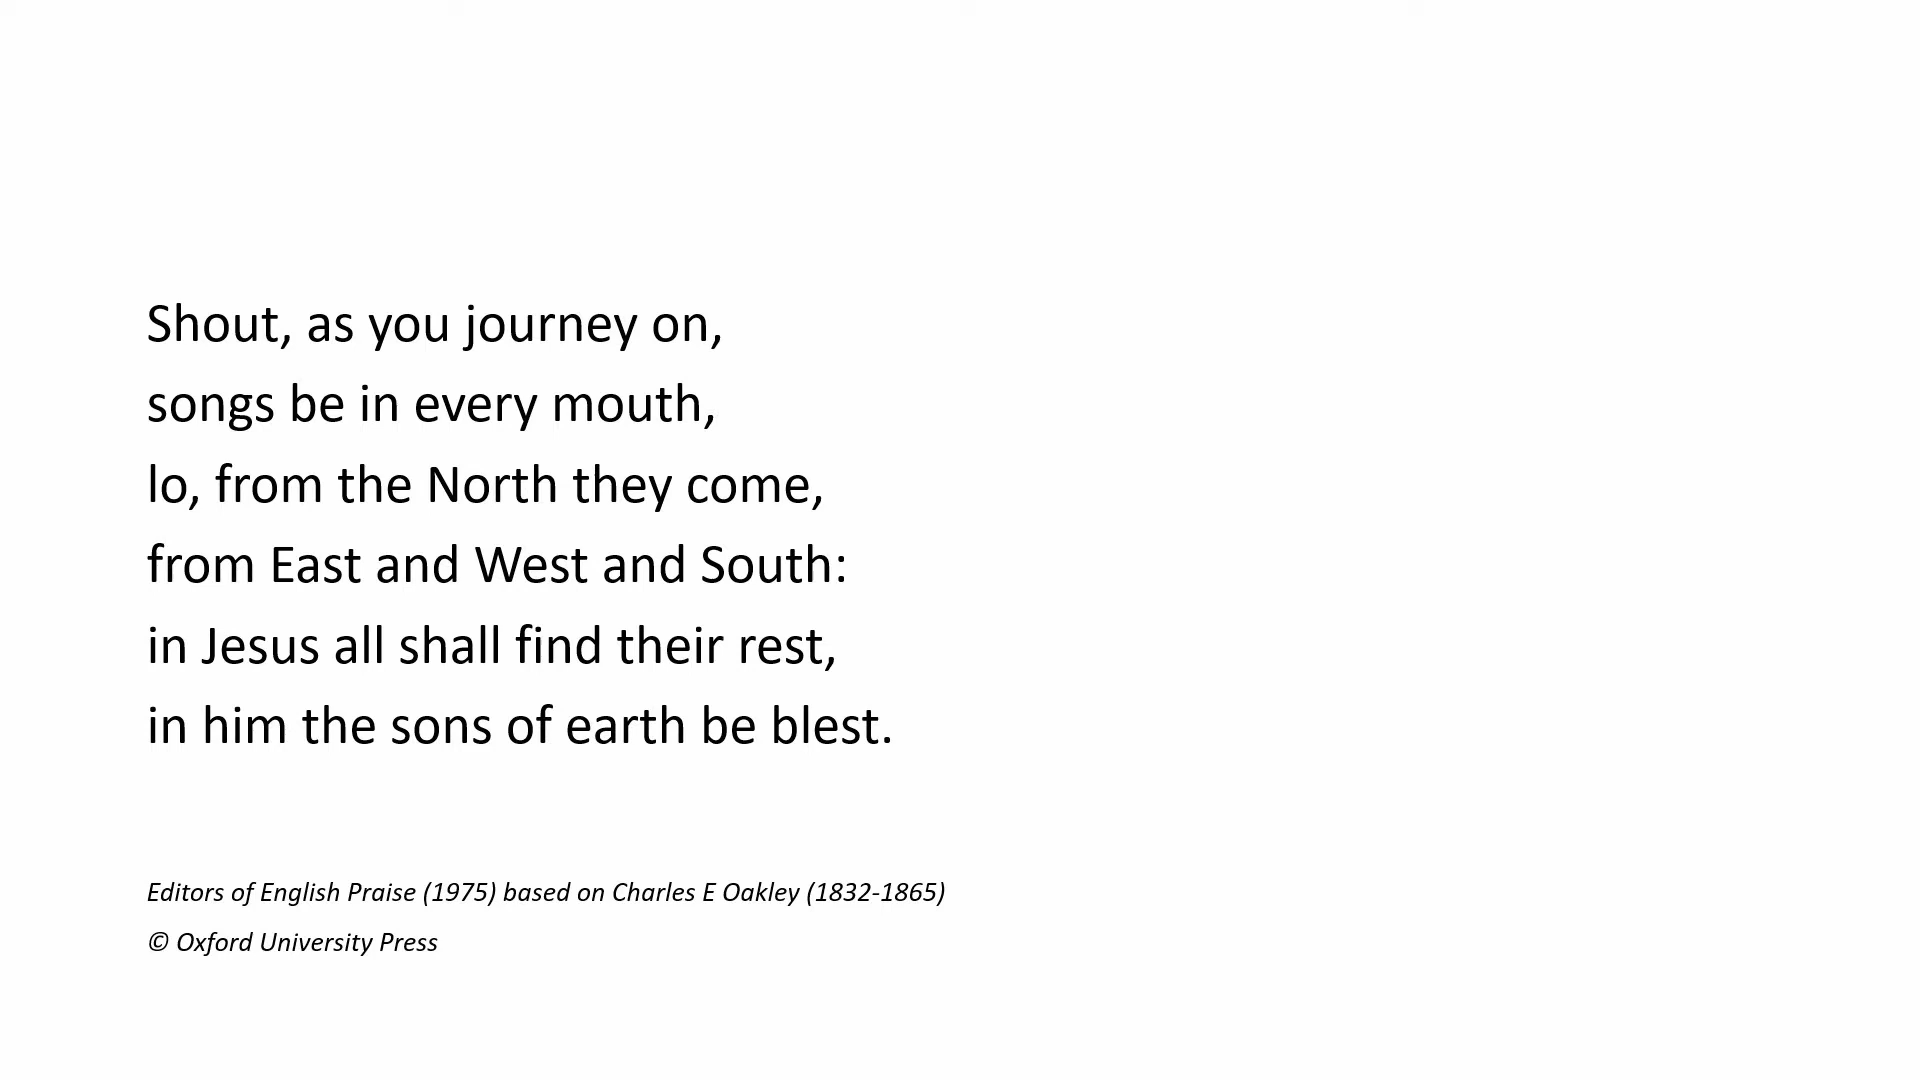 Shout, as you journey on,
songs be in every mouth,
lo, from the North they come,
from East and West and South:
in Jesus all shall find their rest,
in him the sons of earth be blest.
Editors of English Praise (1975) based on Charles E Oakley (1832-1865)
© Oxford University Press